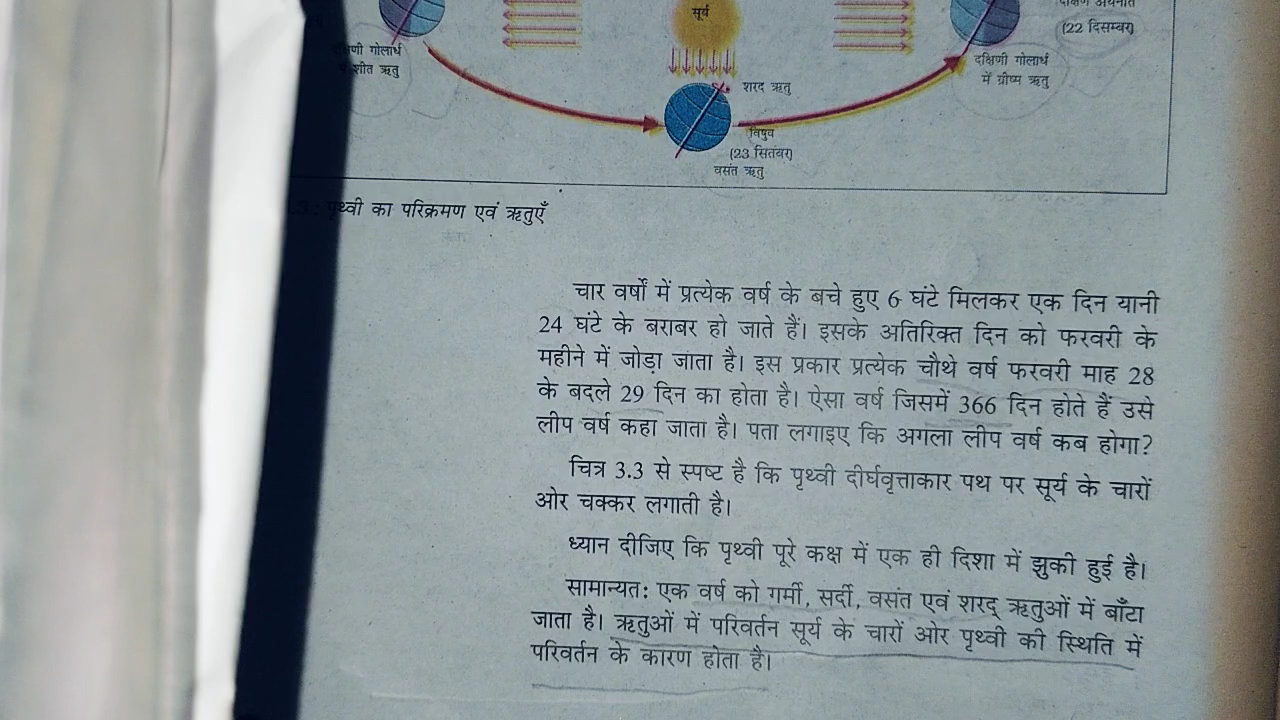 सूर्य
दक्षिण अयनांत
(22 दिसम्बर)
गोलार्ध
शीत ऋतु
दक्षिणी गोलार्ध
में ग्रीष्म ऋतु
शरद ऋतु
विषुव
(23 सितंबर)
वसंत ऋतु
पृथ्वी का परिक्रमण एवं ऋतुएँ
चार वर्षों में प्रत्येक वर्ष के बचे हुए 6 घंटे मिलकर एक दिन यानी
24 घंटे के बराबर हो जाते हैं। इसके अतिरिक्त दिन को फरवरी के
महीने में जोड़ा जाता है। इस प्रकार प्रत्येक चौथे वर्ष फरवरी माह 28
के बदले 29 दिन का होता है। ऐसा वर्ष जिसमें 366 दिन होते हैं उसे
लीप वर्ष कहा जाता है। पता लगाइए कि अगला लीप वर्ष कब होगा?
चित्र 3.3 से स्पष्ट है कि पृथ्वी दीर्घवृत्ताकार पथ पर सूर्य के चारों
ओर चक्कर लगाती है।
ध्यान दीजिए कि पृथ्वी पूरे कक्ष में एक ही दिशा में झुकी हुई है।
सामान्यत: एक वर्ष को गर्मी, सर्दी, वसंत एवं शरद् ऋतुओं में बाँटा
जाता है। ऋतुओं में परिवर्तन सूर्य के चारों ओर पृथ्वी की स्थिति में
परिवर्तन के कारण होता है।